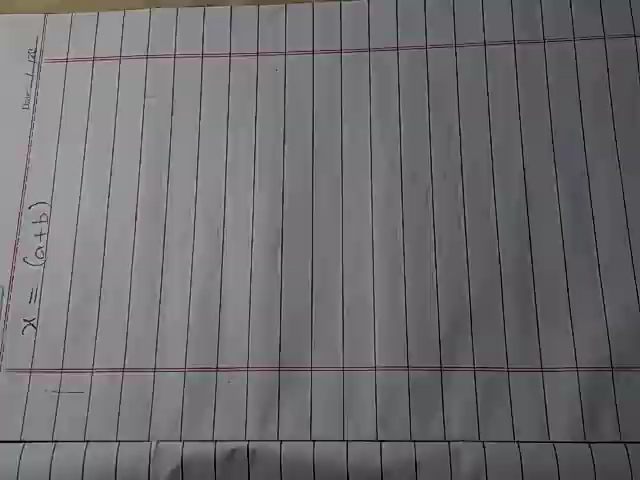 x = (a+b)